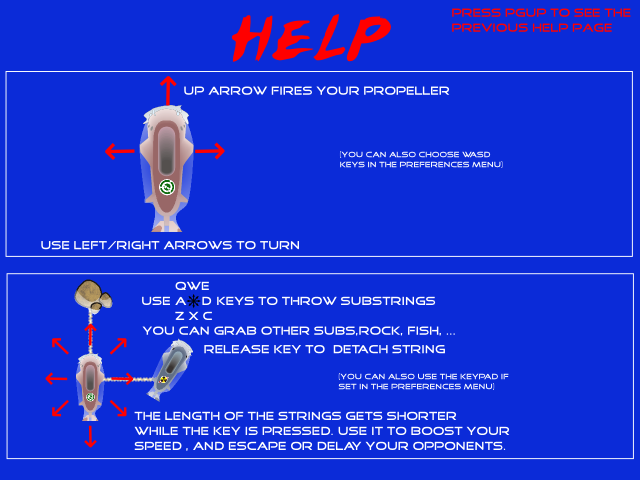 HELP
PRESS PGUP TO SEE THE
PREVIOUS HELP PAGE
UP ARROW FIRES YOUR PROPELLER
(YOU CAN ALSO CHOOSE WASD
KEYS IN THE PREFERENCES MENU)
USE LEFT/RIGHT ARROWS TO TURN
QWE
USE A D KEYS TO THROW SUBSTRINGS
Z X C
YOU CAN GRAB OTHER SUBS,ROCK, FISH, ...
RELEASE KEY TO DETACH STRING
(YOU CAN ALSO USE THE KEYPAD IF
SET IN THE PREFERENCES MENU)
THE LENGTH OF THE STRINGS GETS SHORTER
WHILE THE KEY IS PRESSED. USE IT TO BOOST YOUR
SPEED , AND ESCAPE OR DELAY YOUR OPPONENTS.